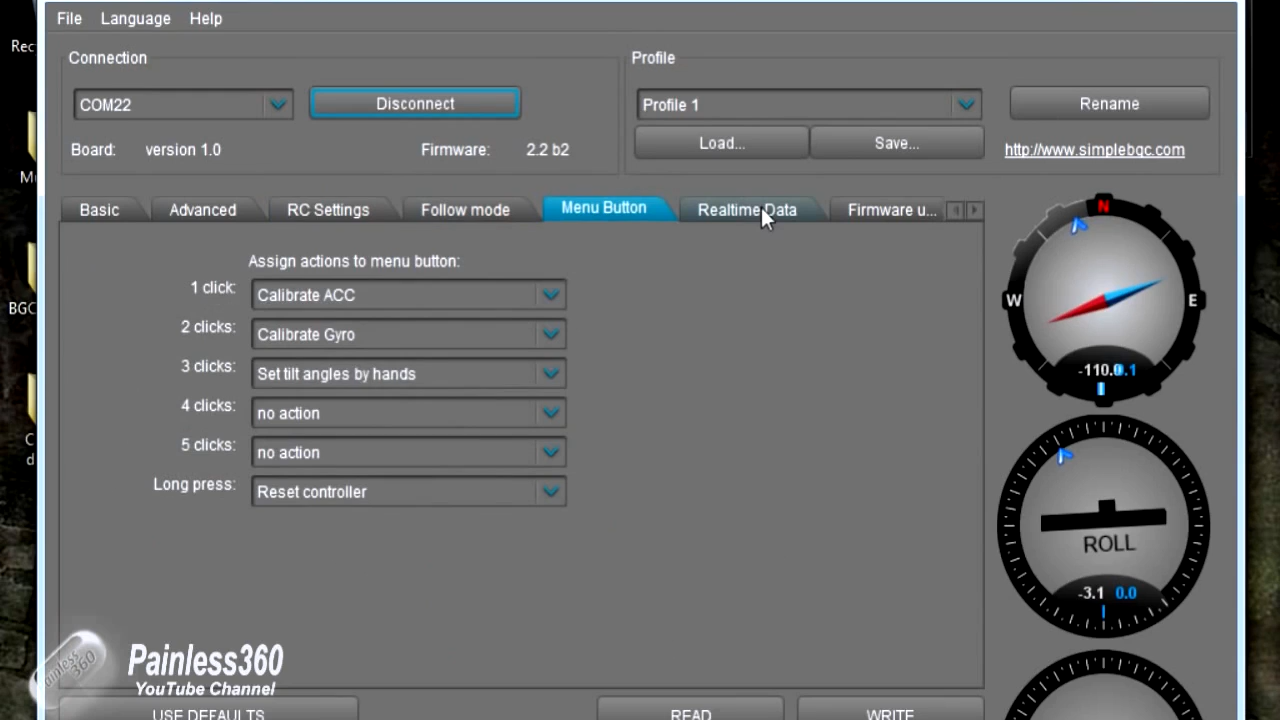 File Language Help
Rec
Connection
Profile
COM22
Disconnect
Profile 1
Rename
Load...
Save...
Board: version 1.0
Firmware: 2.2 b2
http://www.simplebgc.com
Basic
Advanced
RC Settings
Follow mode
Menu Button
Realtime Data
Firmware u...
Assign actions to menu button:
1 click: Calibrate ACC
2 clicks: Calibrate Gyro
3 clicks: Set tilt angles by hands
4 clicks: no action
5 clicks: no action
Long press: Reset controller
BGC
N
W
E
ROLL
-3.1 0.0
Painless360
YouTube Channel
USE DEFAULTS
READ
WRITE